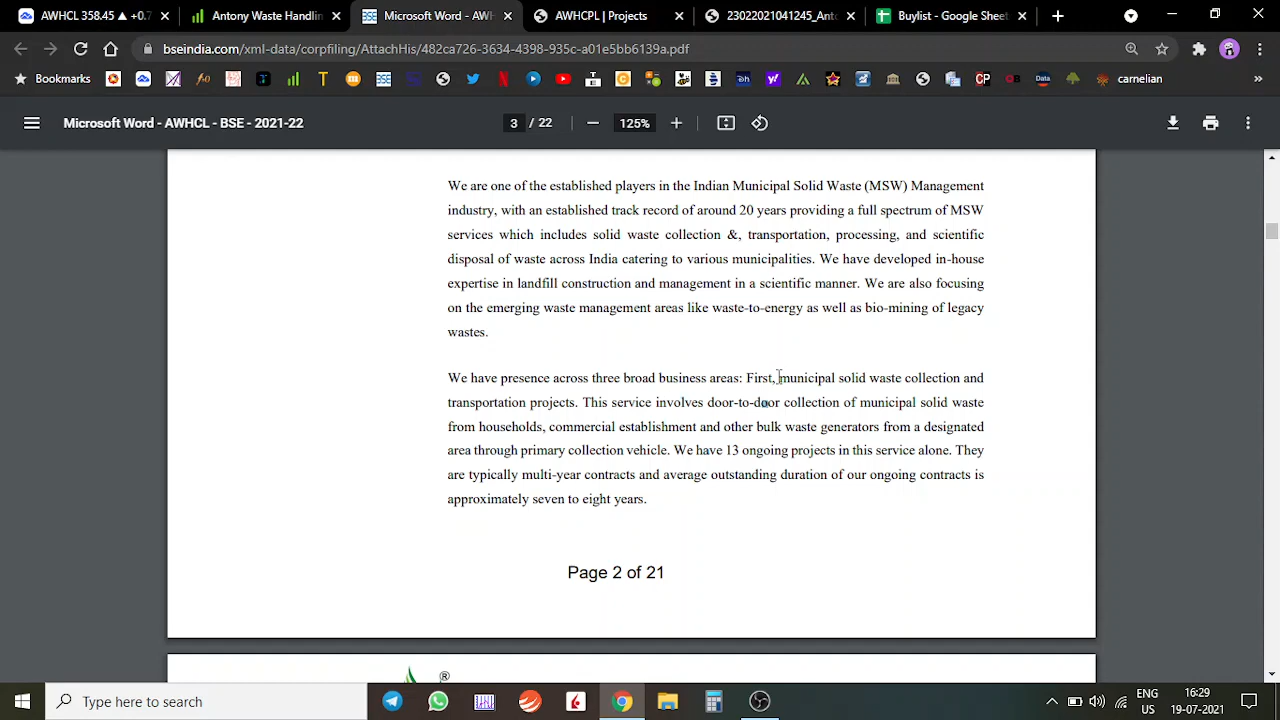 AWHCL 358.45 ▲ +0.7
Antony Waste Handlin
Microsoft Word - AWH
AWHCPL | Projects
23022021041245_Anto
Buylist - Google Sheet
bseindia.com/xml-data/corpfiling/AttachHis/482ca726-3634-4398-935c-a01e5bb6139a.pdf
Bookmarks
carnelian
Microsoft Word - AWHCL - BSE - 2021-22
3 / 22
125%
We are one of the established players in the Indian Municipal Solid Waste (MSW) Management
industry, with an established track record of around 20 years providing a full spectrum of MSW
services which includes solid waste collection &, transportation, processing, and scientific
disposal of waste across India catering to various municipalities. We have developed in-house
expertise in landfill construction and management in a scientific manner. We are also focusing
on the emerging waste management areas like waste-to-energy as well as bio-mining of legacy
wastes.
We have presence across three broad business areas: First, municipal solid waste collection and
transportation projects. This service involves door-to-door collection of municipal solid waste
from households, commercial establishment and other bulk waste generators from a designated
area through primary collection vehicle. We have 13 ongoing projects in this service alone. They
are typically multi-year contracts and average outstanding duration of our ongoing contracts is
approximately seven to eight years.
Page 2 of 21
®
Type here to search
ENG
US
16:29
19-07-2021